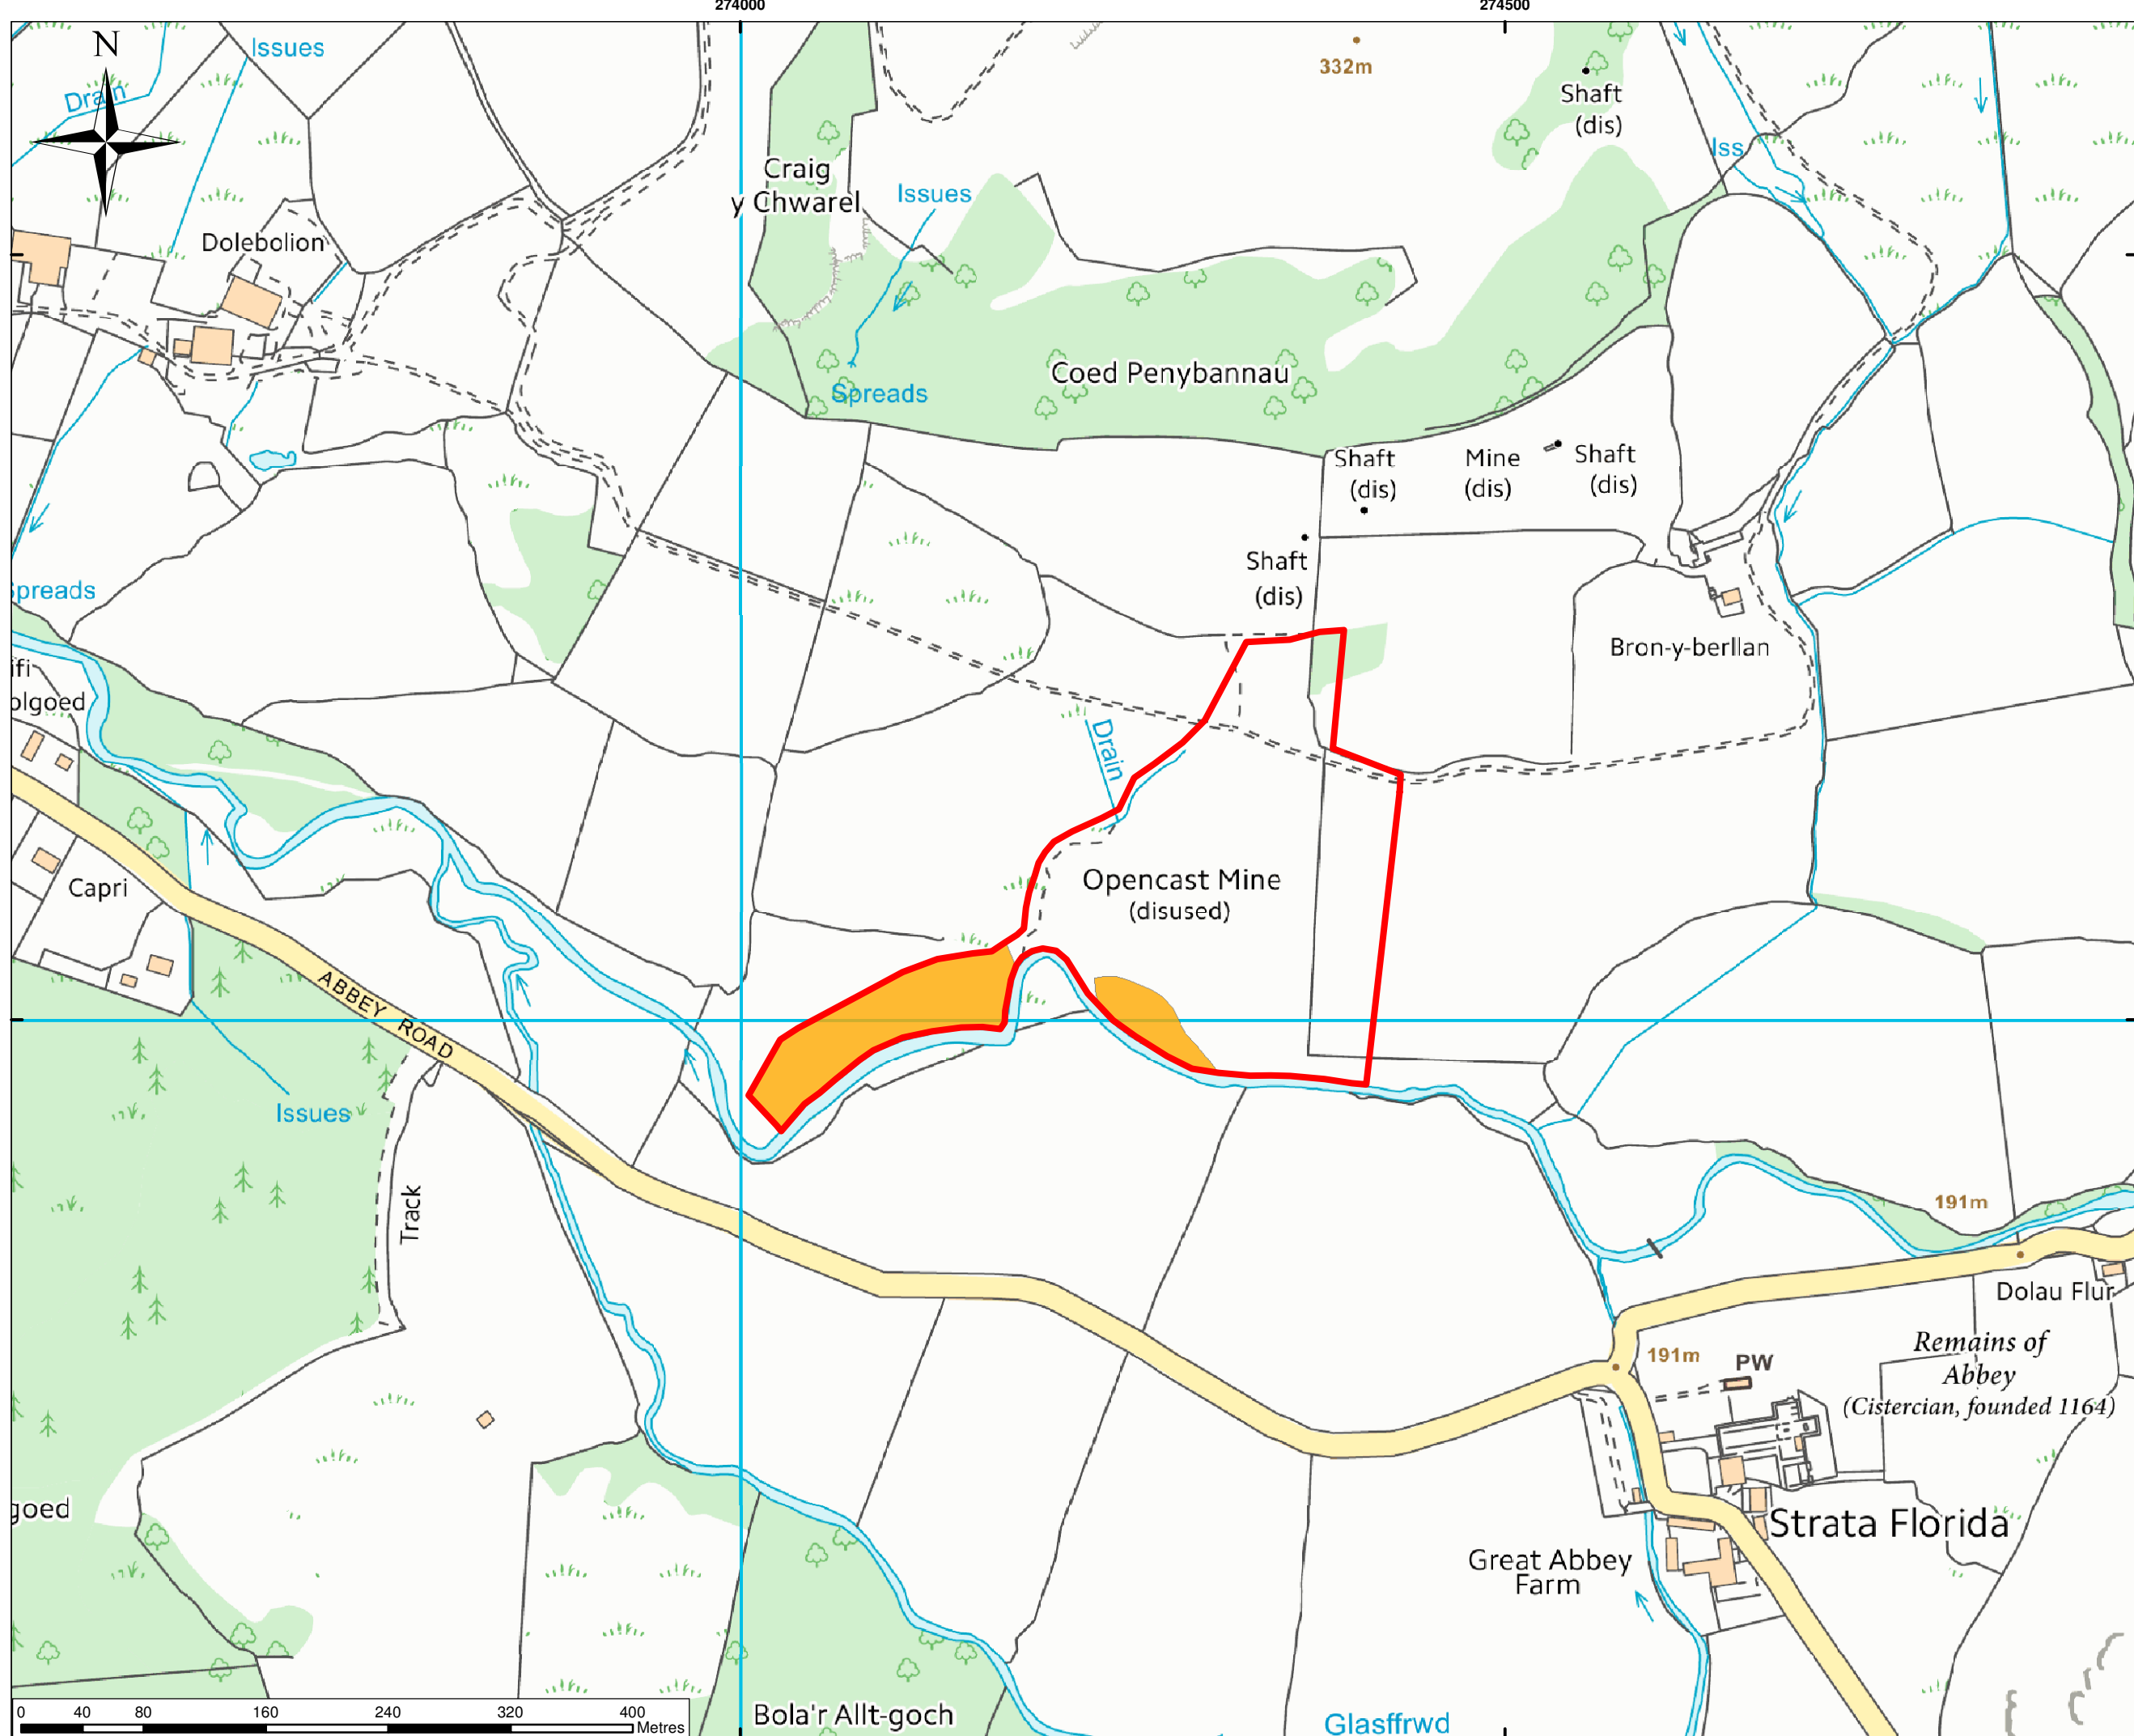 274000
274500
N
Issues
Drain
332m
Shaft
(dis)
Iss
Craig
y Chwarel
Issues
Dolebolion
Coed Penybannau
Spreads
Shaft
(dis)
Mine
(dis)
Shaft
(dis)
Shaft
(dis)
Spreads
Bron-y-berllan
ifi
olgoed
Drain
Capri
Opencast Mine
(disused)
ABBEY ROAD
Issues
Track
191m
Dolau Flur
191m
PW
Remains of
Abbey
(Cistercian, founded 1164)
goed
Strata Florida
Great Abbey
Farm
Bola'r Allt-goch
Glasffrwd
0 40 80 160 240 320 400
Metres